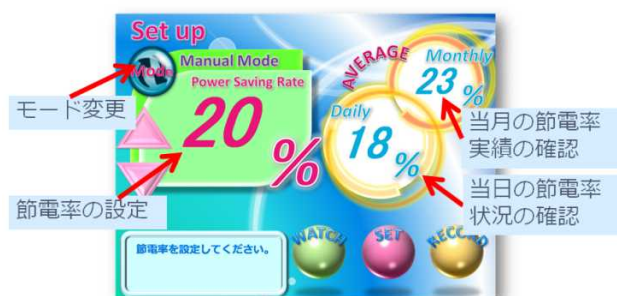 Set up
Mode
Manual Mode
Power Saving Rate
20
%
AVERAGE
Monthly
23 %
Daily
18 %
モード変更
節電率の設定
当月の節電率
実績の確認
当日の節電率
状況の確認
節電率を設定してください。
WATCH
SET
RECORD